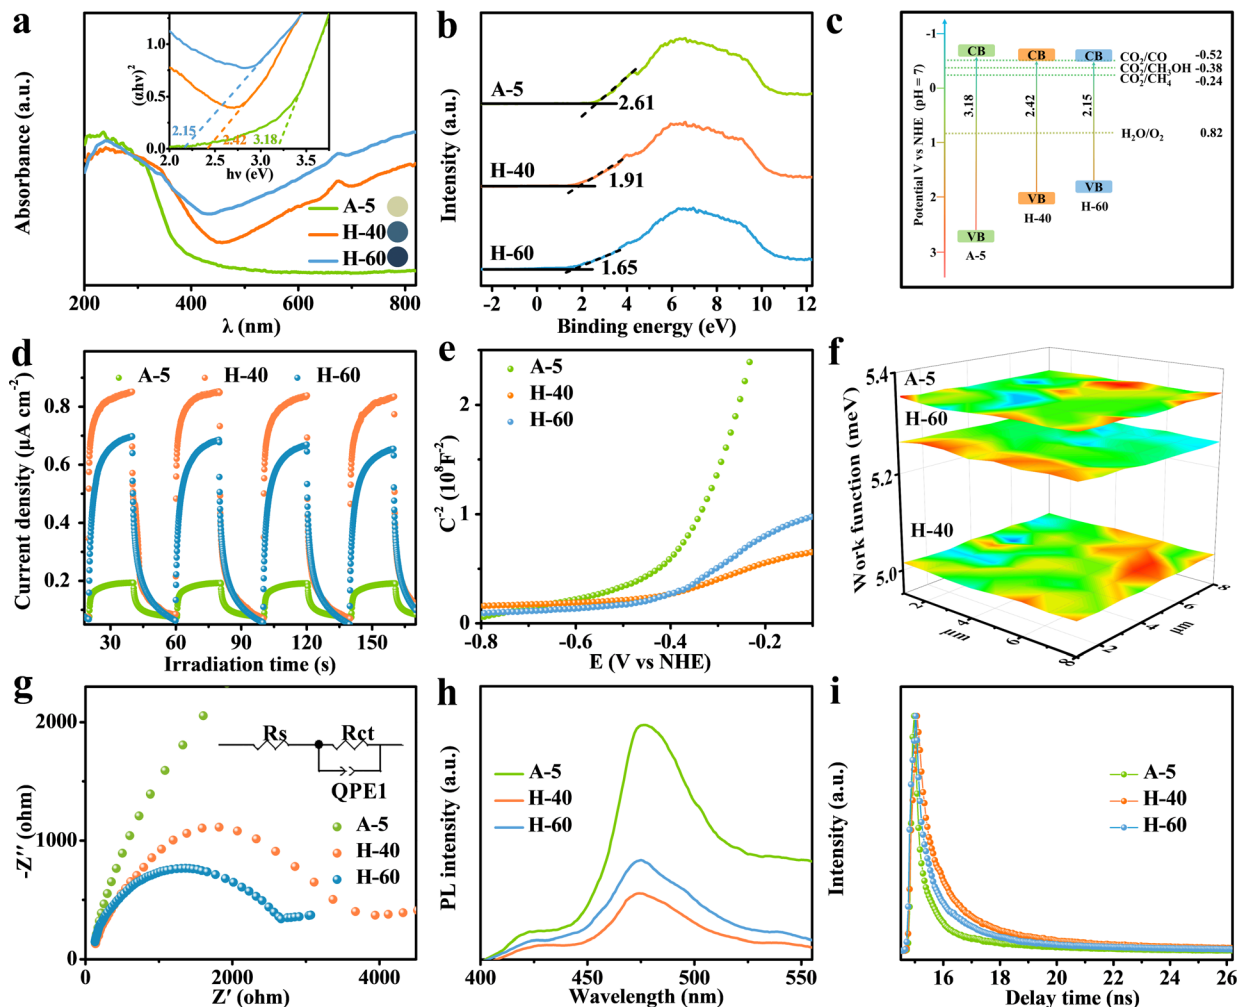 a
Absorbance (a.u.)
(αhν)²
1.0
0.5
0.0
2.15
2.42
3.18
2.0 2.5 3.0 3.5
hν (eV)
A-5
H-40
H-60
200 400 600 800
λ (nm)
b
Intensity (a.u.)
A-5
2.61
H-40
1.91
H-60
1.65
-2 0 2 4 6 8 10 12
Binding energy (eV)
c
Potential V vs NHE (pH = 7)
-1
0
1
2
3
CB CB CB
3.18 2.42 2.15
VB
A-5
VB
H-40
VB
H-60
CO₂/CO -0.52
CO₂/CH₃OH -0.38
CO₂/CH₄ -0.24
H₂O/O₂ 0.82
d
Current density (μA cm⁻²)
A-5 H-40 H-60
0.8
0.6
0.4
0.2
30 60 90 120 150
Irradiation time (s)
e
C⁻² (10⁸F⁻²)
A-5
H-40
H-60
2
1
0
-0.8 -0.6 -0.4 -0.2
E (V vs NHE)
f
Work function (meV)
5.4
5.2
5.0
A-5
H-60
H-40
2 4 6 8
μm
2 4 6 8
μm
g
-Z″ (ohm)
2000
1000
0
Rs Rct
QPE1
A-5
H-40
H-60
0 2000 4000
Z′ (ohm)
h
PL intensity (a.u.)
A-5
H-40
H-60
400 450 500 550
Wavelength (nm)
i
Intensity (a.u.)
A-5
H-40
H-60
16 18 20 22 24 26
Delay time (ns)